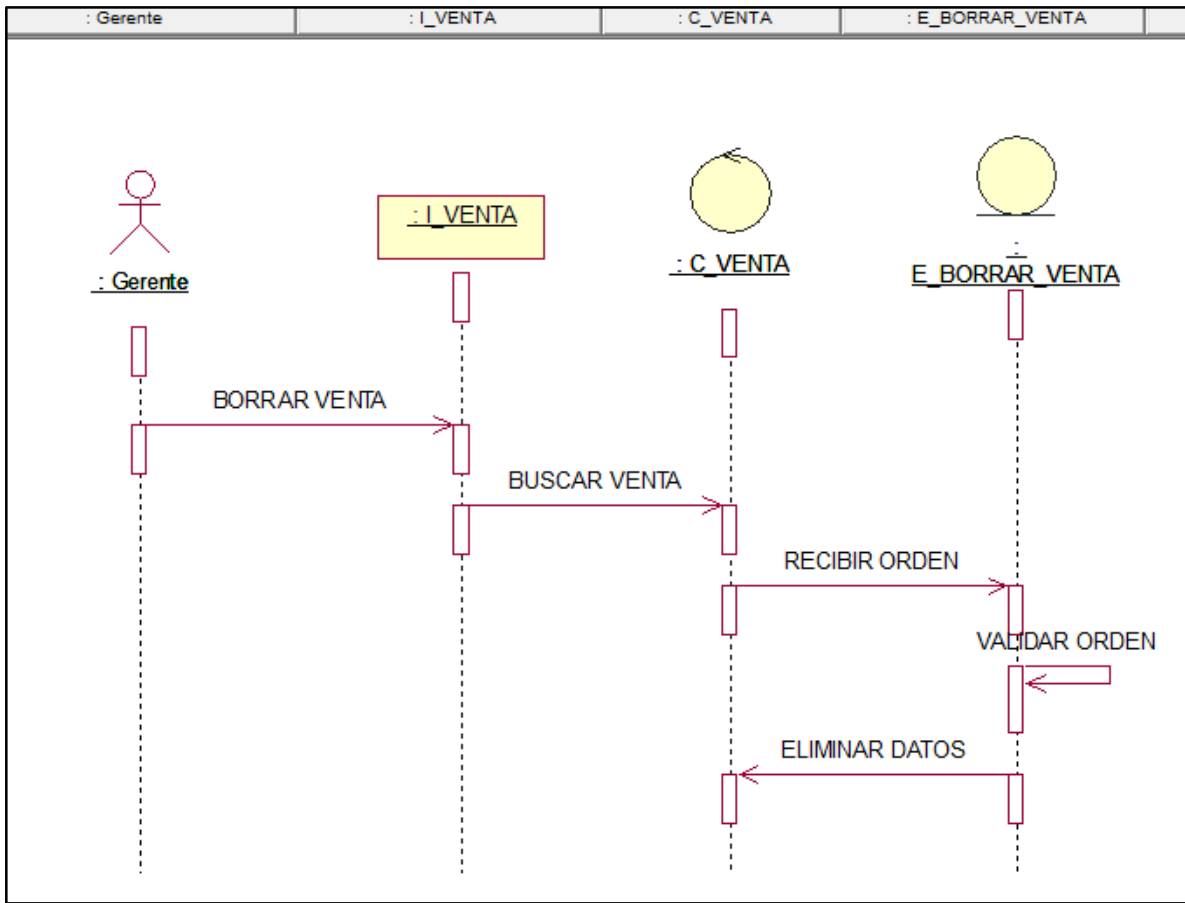 : Gerente
: I_VENTA
: C_VENTA
: E_BORRAR_VENTA
: I_VENTA
: C_VENTA
:
E_BORRAR_VENTA
: Gerente
BORRAR VENTA
BUSCAR VENTA
RECIBIR ORDEN
VALIDAR ORDEN
ELIMINAR DATOS